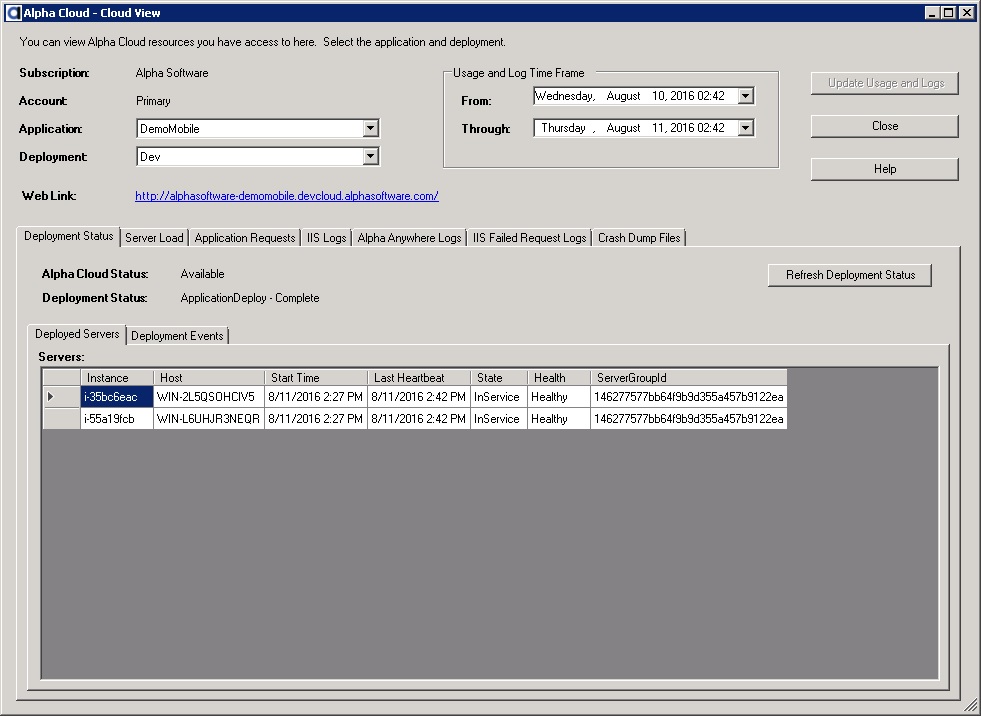 Alpha Cloud - Cloud View
You can view Alpha Cloud resources you have access to here. Select the application and deployment.
Subscription: Alpha Software
Account: Primary
Application: DemoMobile
Deployment: Dev
Web Link: http://alphasoftware-demomobile.devcloud.alphasoftware.com/
Usage and Log Time Frame
From: Wednesday, August 10, 2016 02:42
Through: Thursday , August 11, 2016 02:42
Update Usage and Logs
Close
Help
Deployment Status Server Load Application Requests IIS Logs Alpha Anywhere Logs IIS Failed Request Logs Crash Dump Files
Alpha Cloud Status: Available
Deployment Status: ApplicationDeploy - Complete
Refresh Deployment Status
Deployed Servers Deployment Events
Servers:
Instance Host Start Time Last Heartbeat State Health ServerGroupId
i-35bc6eac WIN-2L5QSOHCIV5 8/11/2016 2:27 PM 8/11/2016 2:42 PM InService Healthy 146277577bb64f9b9d355a457b9122ea
i-55a19fcb WIN-L6UHJR3NEQR 8/11/2016 2:27 PM 8/11/2016 2:42 PM InService Healthy 146277577bb64f9b9d355a457b9122ea